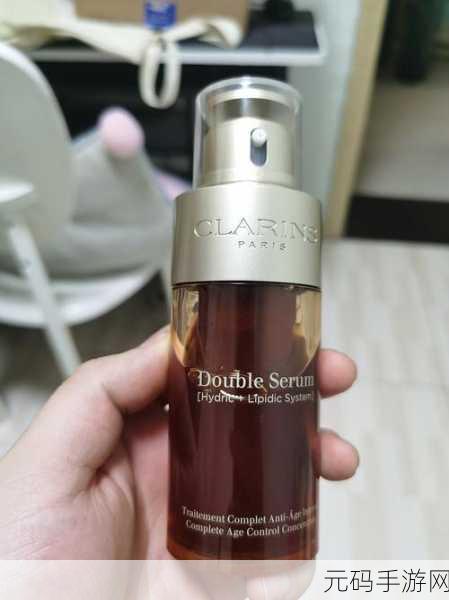 CLARINS
PARIS
Double Serum
[Hydric + Lipidic System]
Traitement Complet Anti-Âge
Complete Age Control
元码手游网